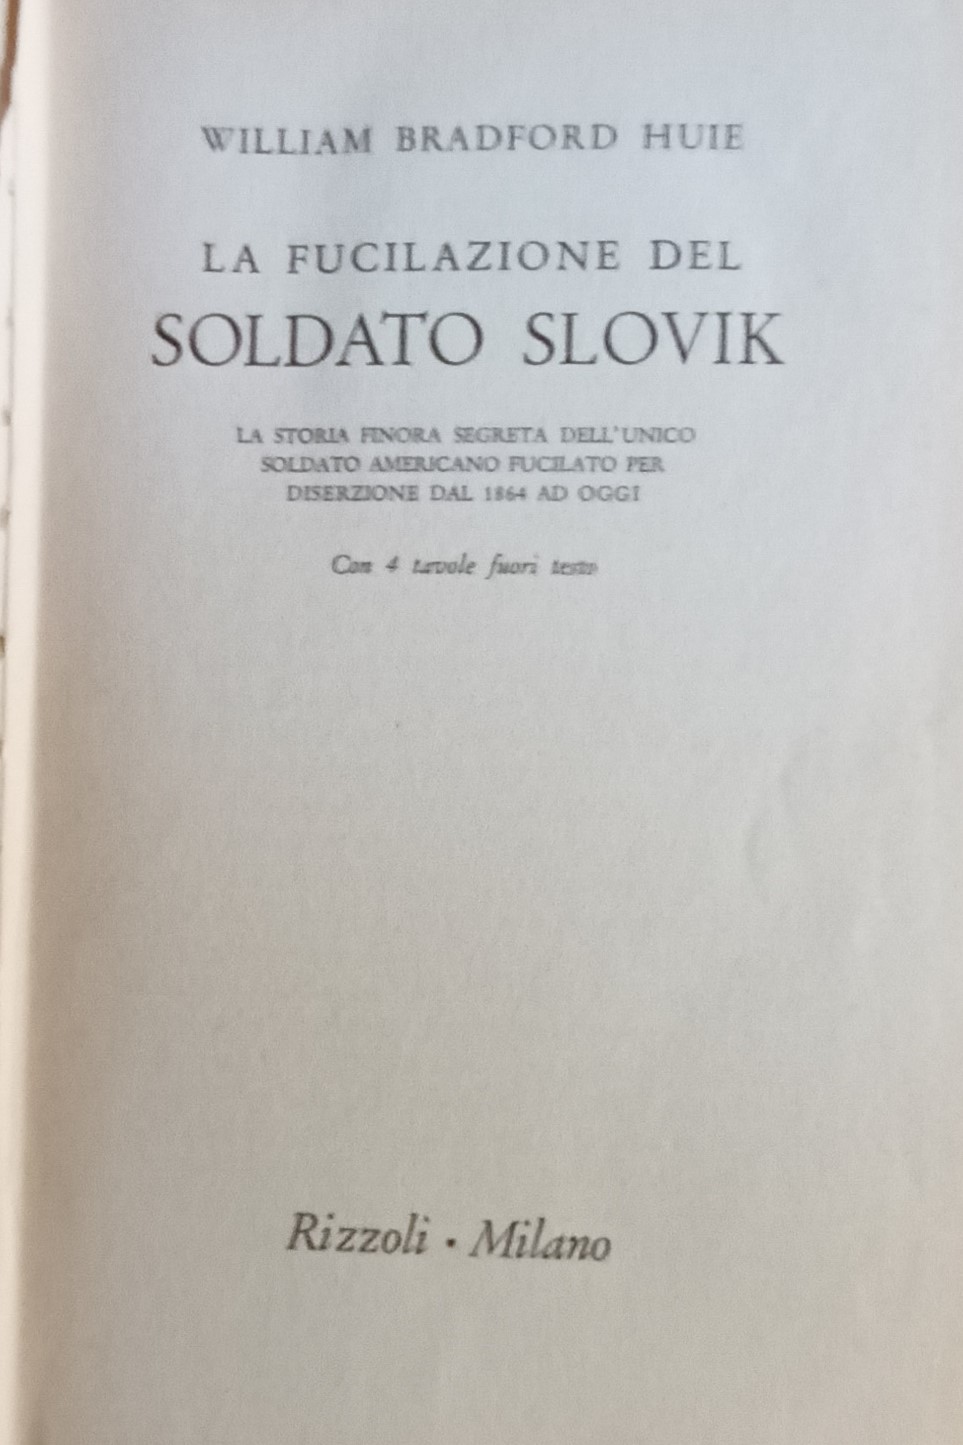 WILLIAM BRADFORD HUIE
LA FUCILAZIONE DEL
SOLDATO SLOVIK
LA STORIA FINORA SEGRETA DELL'UNICO
SOLDATO AMERICANO FUCILATO PER
DISERZIONE DAL 1864 AD OGGI
Con 4 tavole fuori testo
Rizzoli · Milano